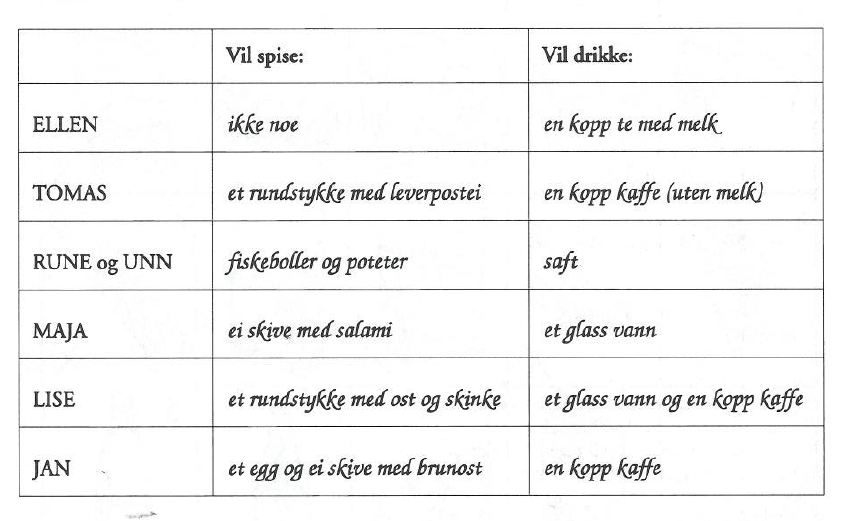 Vil spise: Vil drikke:
ELLEN ikke noe en kopp te med melk
TOMAS et rundstykke med leverpostei en kopp kaffe (uten melk)
RUNE og UNN fiskeboller og poteter saft
MAJA ei skive med salami et glass vann
LISE et rundstykke med ost og skinke et glass vann og en kopp kaffe
JAN et egg og ei skive med brunost en kopp kaffe